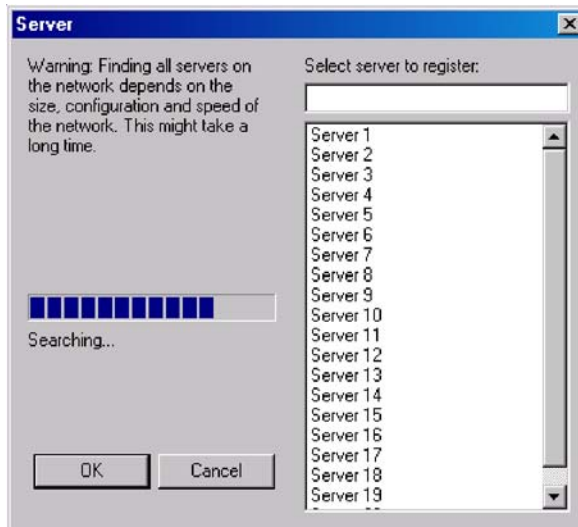 Server
Warning: Finding all servers on
the network depends on the
size, configuration and speed of
the network. This might take a
long time.
Searching...
OK
Cancel
Select server to register:
Server 1
Server 2
Server 3
Server 4
Server 5
Server 6
Server 7
Server 8
Server 9
Server 10
Server 11
Server 12
Server 13
Server 14
Server 15
Server 16
Server 17
Server 18
Server 19